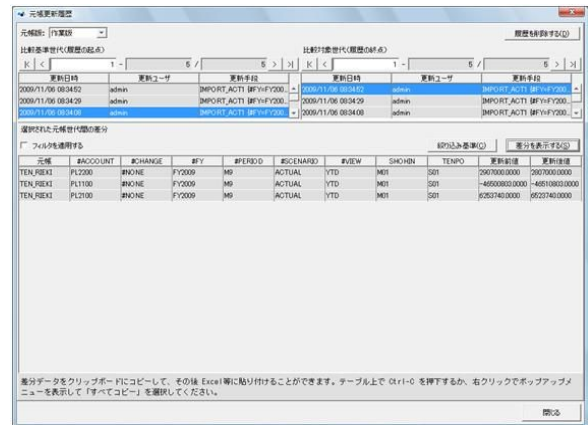 元帳更新履歴
元帳版: 作業版
履歴を削除する(D)
比較基準世代(履歴の起点)
比較対象世代(履歴の終点)
1 - 5 / 5
1 - 5 / 5
更新日時 更新ユーザ 更新手段
2009/11/06 08:34:52 admin IMPORT_ACT1 {#FY=FY200...
2009/11/06 08:34:29 admin IMPORT_ACT1 {#FY=FY200...
2009/11/06 08:34:08 admin IMPORT_ACT1 {#FY=FY200...
更新日時 更新ユーザ 更新手段
2009/11/06 08:34:52 admin IMPORT_ACT1 {#FY=FY200...
2009/11/06 08:34:29 admin IMPORT_ACT1 {#FY=FY200...
2009/11/06 08:34:08 admin IMPORT_ACT1 {#FY=FY200...
選択された元帳世代間の差分
フィルタを適用する
絞り込み基準(C)
差分を表示する(S)
元帳 #ACCOUNT #CHANGE #FY #PERIOD #SCENARIO #VIEW SHOHIN TENPO 更新前値 更新後値
TEN_RIEKI PL2200 #NONE FY2009 M9 ACTUAL YTD M01 S01 2907000.0000 2807000.0000
TEN_RIEKI PL1100 #NONE FY2009 M9 ACTUAL YTD M01 S01 -46500803.0000 -46510803.0000
TEN_RIEKI PL2100 #NONE FY2009 M9 ACTUAL YTD M01 S01 6253740.0000 6523740.0000
差分データをクリップボードにコピーして、その後 Excel等に貼り付けることができます。テーブル上で Ctrl-C を押下するか、右クリックでポップアップメ
ニューを表示して「すべてコピー」を選択してください。
閉じる